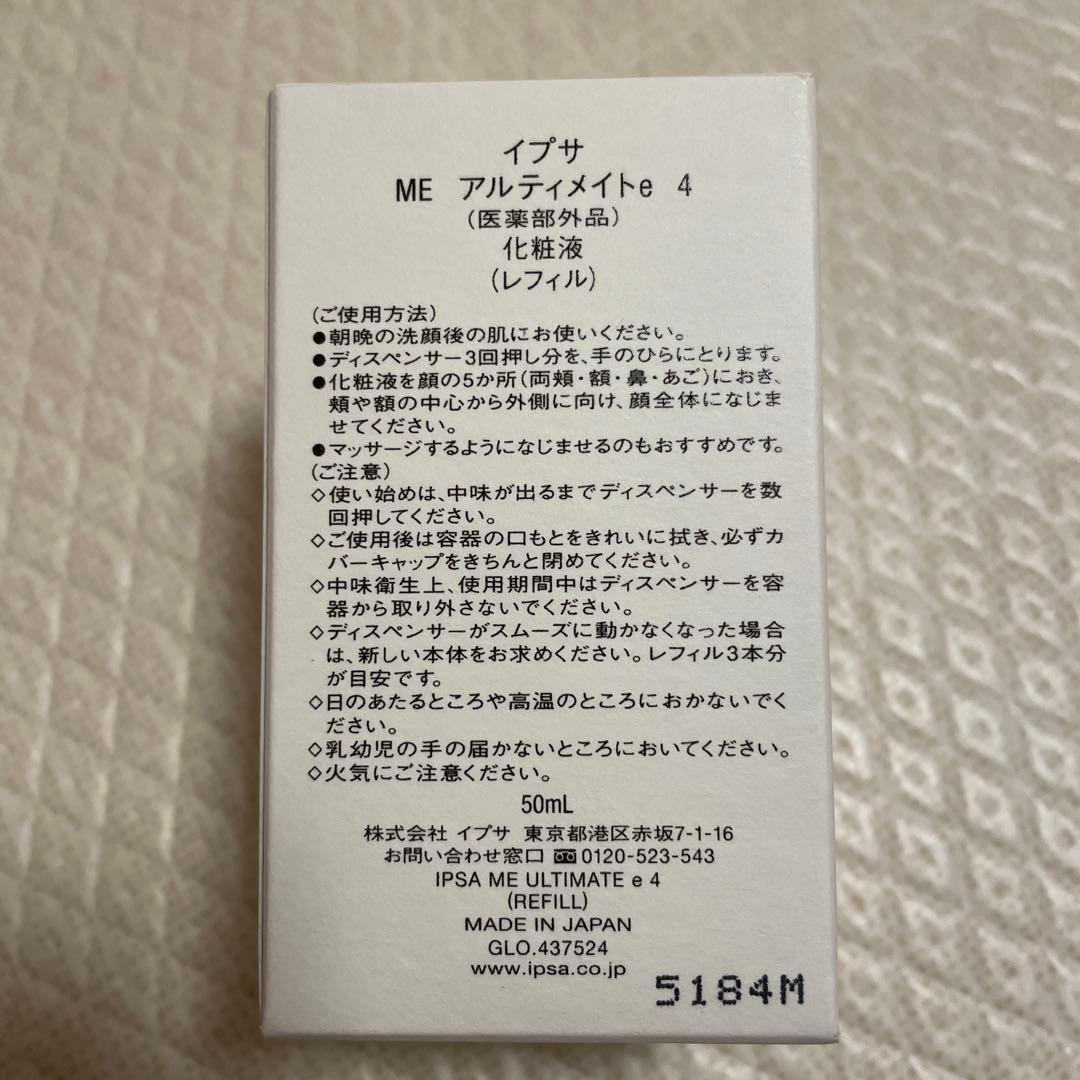 イプサ
ME アルティメイトe 4
(医薬部外品)
化粧液
(レフィル)
(ご使用方法)
●朝晩の洗顔後の肌にお使いください。
●ディスペンサー3回押し分を、手のひらにとります。
●化粧液を顔の5か所(両頬・額・鼻・あご)におき、
頬や額の中心から外側に向け、顔全体になじま
せてください。
●マッサージするようになじませるのもおすすめです。
(ご注意)
◇使い始めは、中味が出るまでディスペンサーを数
回押してください。
◇ご使用後は容器の口もとをきれいに拭き、必ずカ
バーキャップをきちんと閉めてください。
◇中味衛生上、使用期間中はディスペンサーを容
器から取り外さないでください。
◇ディスペンサーがスムーズに動かなくなった場合
は、新しい本体をお求めください。レフィル3本分
が目安です。
◇日のあたるところや高温のところにおかないでく
ださい。
◇乳幼児の手の届かないところにおいてください。
◇火気にご注意ください。
50mL
株式会社 イプサ 東京都港区赤坂7-1-16
お問い合わせ窓口 0120-523-543
IPSA ME ULTIMATE e 4
(REFILL)
MADE IN JAPAN
GLO.437524
www.ipsa.co.jp
5184M